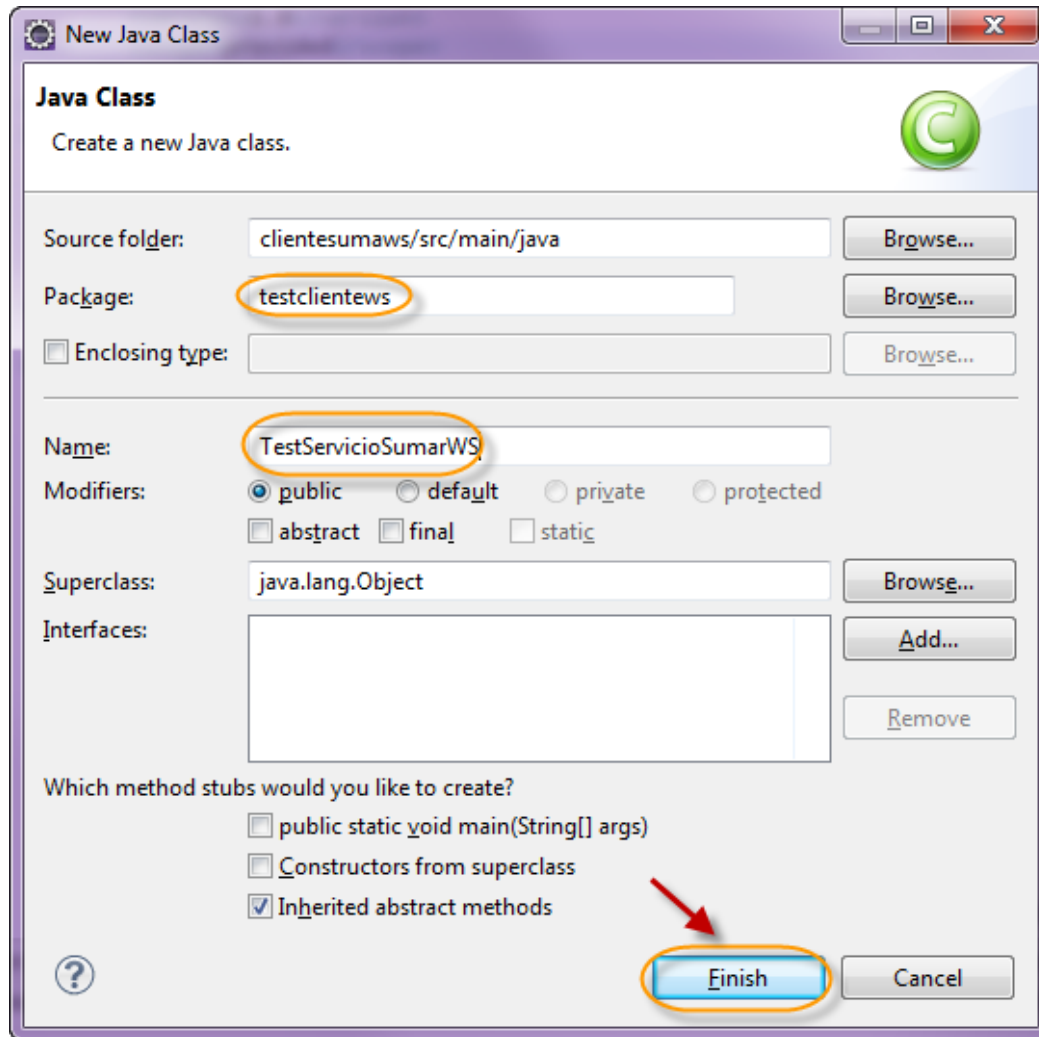 New Java Class
Java Class
Create a new Java class.
Source folder: clientesumaws/src/main/java Browse...
Package: testclientews Browse...
Enclosing type: Browse...
Name: TestServicioSumarWS
Modifiers: public default private protected
abstract final static
Superclass: java.lang.Object Browse...
Interfaces: Add...
Remove
Which method stubs would you like to create?
public static void main(String[] args)
Constructors from superclass
Inherited abstract methods
? Finish Cancel